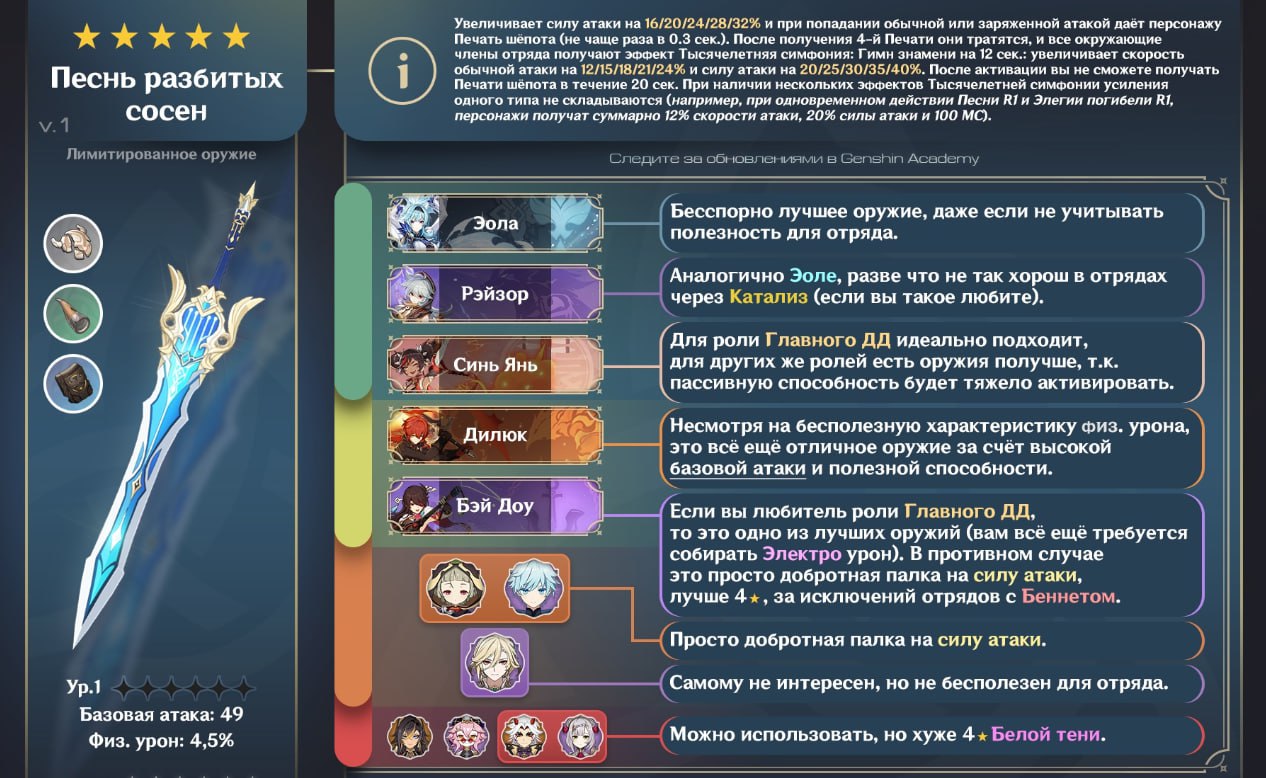 Песнь разбитых
сосен
v.1
Лимитированное оружие
Ур.1
Базовая атака: 49
Физ. урон: 4,5%
Увеличивает силу атаки на 16/20/24/28/32% и при попадании обычной или заряженной атакой даёт персонажу
Печать шёпота (не чаще раза в 0.3 сек.). После получения 4-й Печати они тратятся, и все окружающие
члены отряда получают эффект Тысячелетняя симфония: Гимн знамени на 12 сек.: увеличивает скорость
обычной атаки на 12/15/18/21/24% и силу атаки на 20/25/30/35/40%. После активации вы не сможете получать
Печати шёпота в течение 20 сек. При наличии нескольких эффектов Тысячелетней симфонии усиления
одного типа не складываются (например, при одновременном действии Песни R1 и Элегии погибели R1,
персонажи получат суммарно 12% скорости атаки, 20% силы атаки и 100 МС).
Следите за обновлениями в Genshin Academy
Эола
Бесспорно лучшее оружие, даже если не учитывать
полезность для отряда.
Рэйзор
Аналогично Эоле, разве что не так хорош в отрядах
через Катализ (если вы такое любите).
Синь Янь
Для роли Главного ДД идеально подходит,
для других же ролей есть оружия получше, т.к.
пассивную способность будет тяжело активировать.
Дилюк
Несмотря на бесполезную характеристику физ. урона,
это всё ещё отличное оружие за счёт высокой
базовой атаки и полезной способности.
Бэй Доу
Если вы любитель роли Главного ДД,
то это одно из лучших оружий (вам всё ещё требуется
собирать Электро урон). В противном случае
это просто добротная палка на силу атаки,
лучше 4★, за исключений отрядов с Беннетом.
Просто добротная палка на силу атаки.
Самому не интересен, но не бесполезен для отряда.
Можно использовать, но хуже 4★ Белой тени.